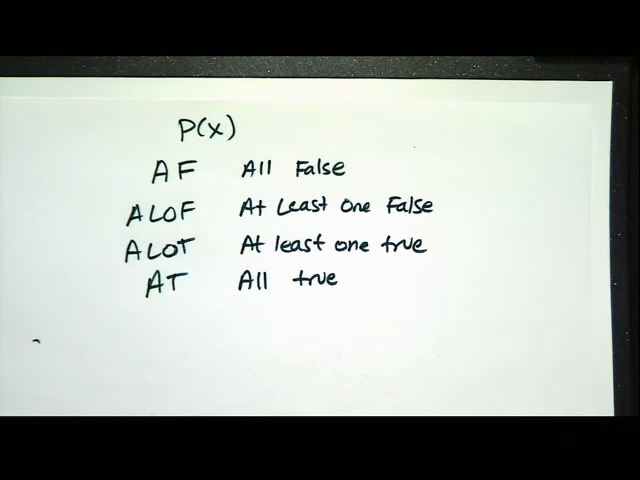 P(x)
AF All False
ALOF At Least One False
ALOT At least one true
AT All true